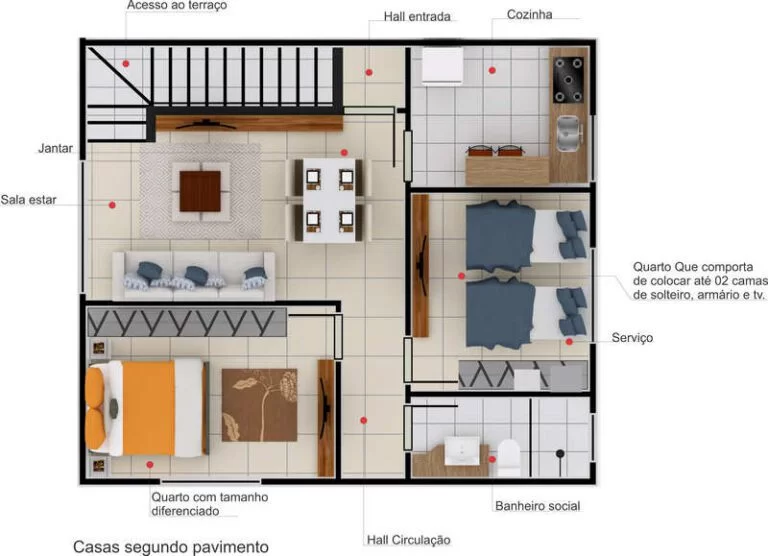 Acesso ao terraço
Hall entrada
Cozinha
Jantar
Sala estar
Quarto Que comporta
de colocar até 02 camas
de solteiro, armário e tv.
Serviço
Quarto com tamanho
diferenciado
Banheiro social
Hall Circulação
Casas segundo pavimento